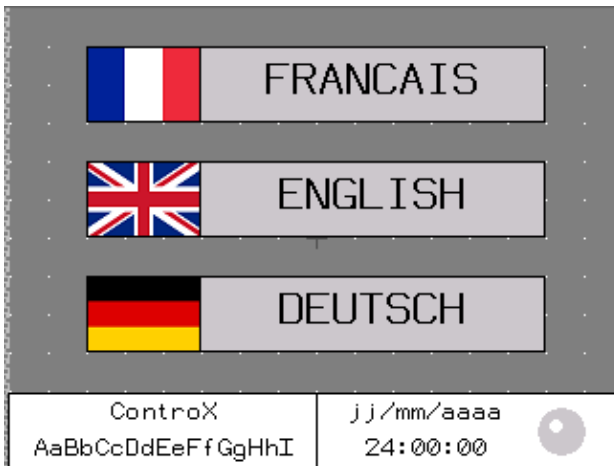 FRANCAIS
ENGLISH
DEUTSCH
ControX
AaBbCcDdEeFfGgHhI
jj/mm/aaaa
24:00:00